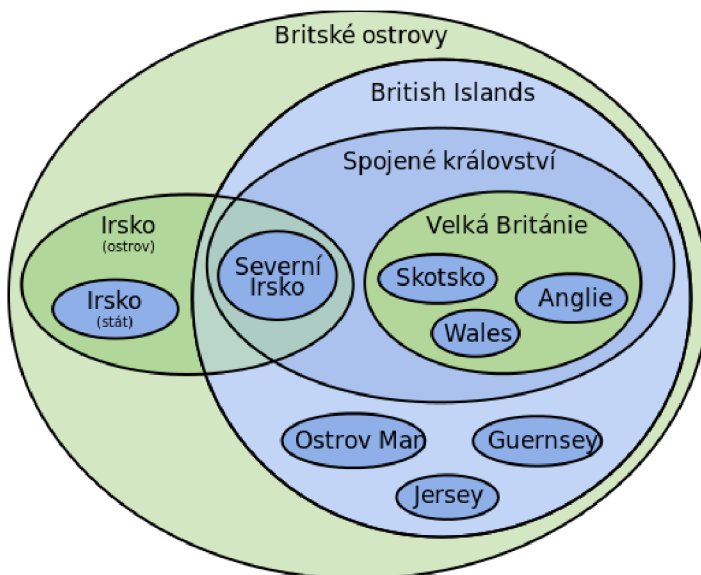 Britské ostrovy
British Islands
Spojené království
Irsko
(ostrov)
Velká Británie
Severní
Irsko
Skotsko
Irsko
(stát)
Anglie
Wales
Ostrov Man
Guernsey
Jersey